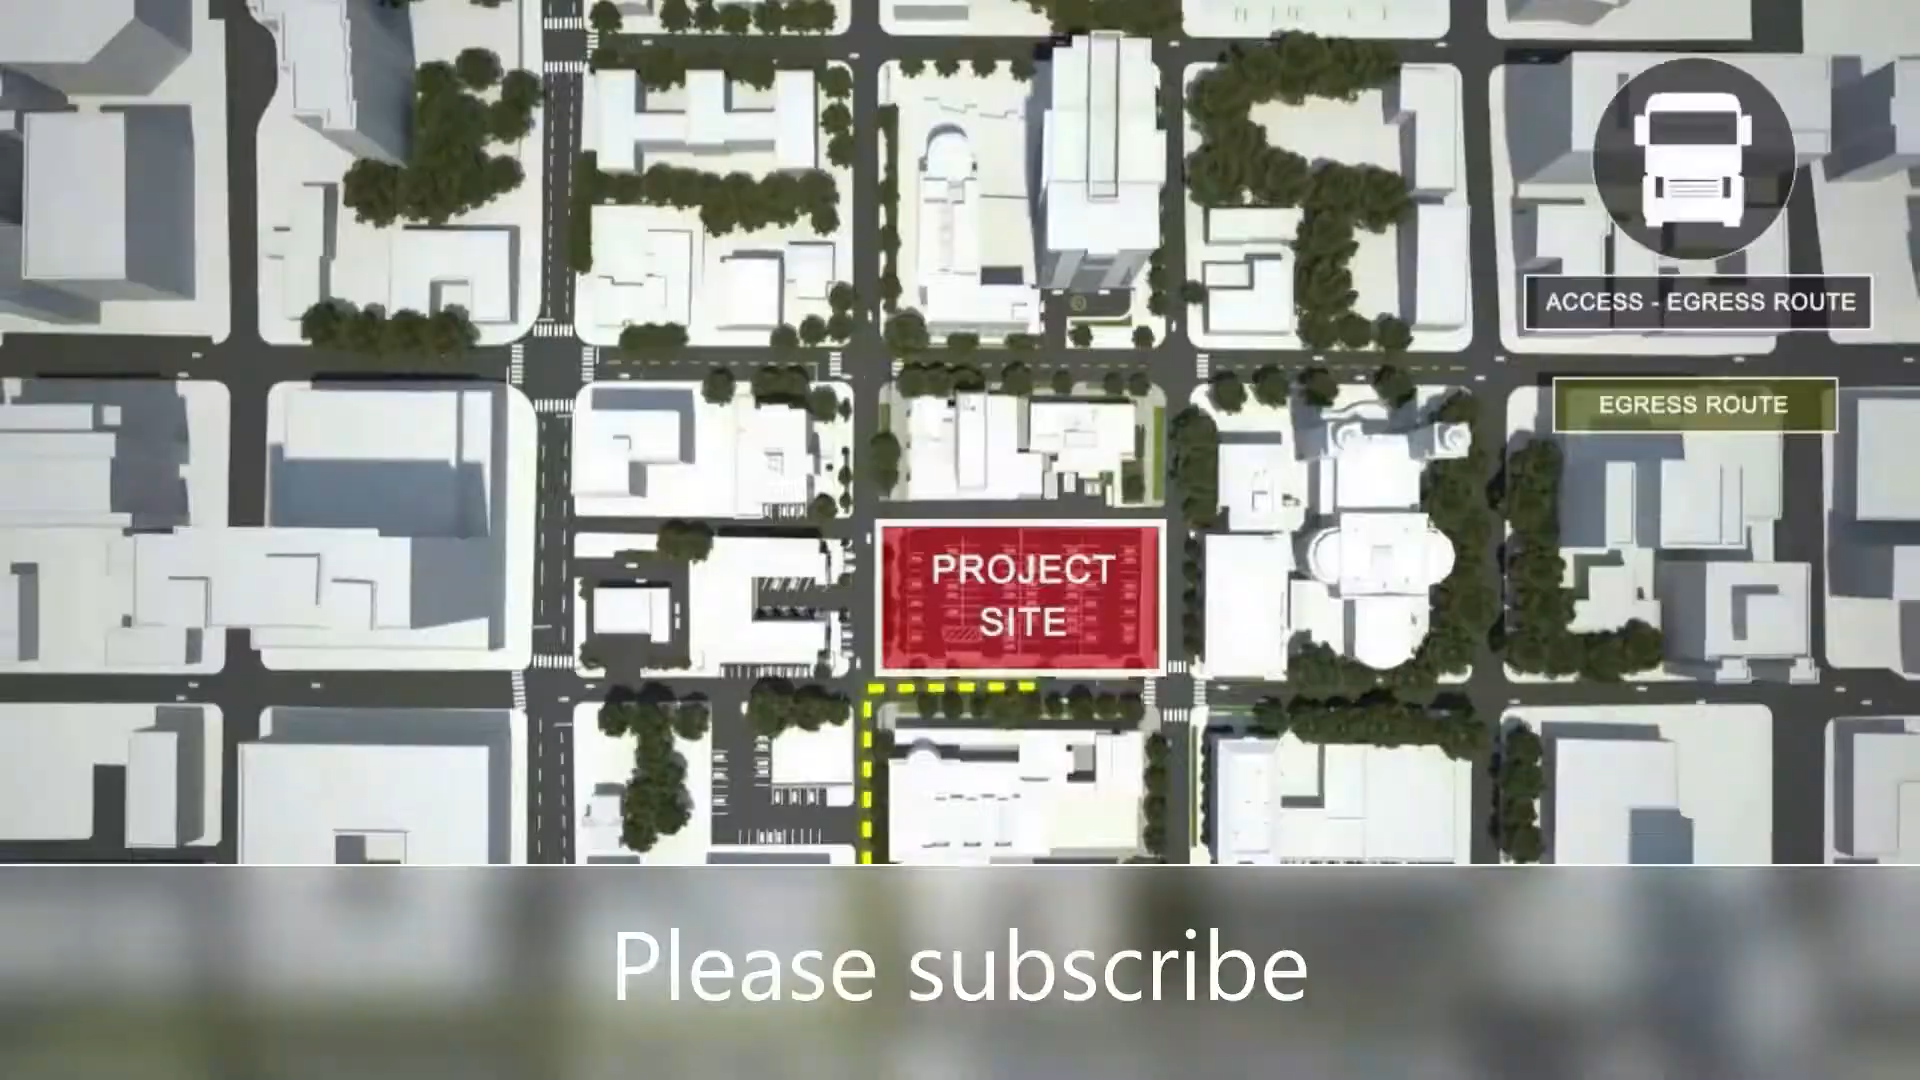 ACCESS - EGRESS ROUTE
EGRESS ROUTE
PROJECT
SITE
Please subscribe